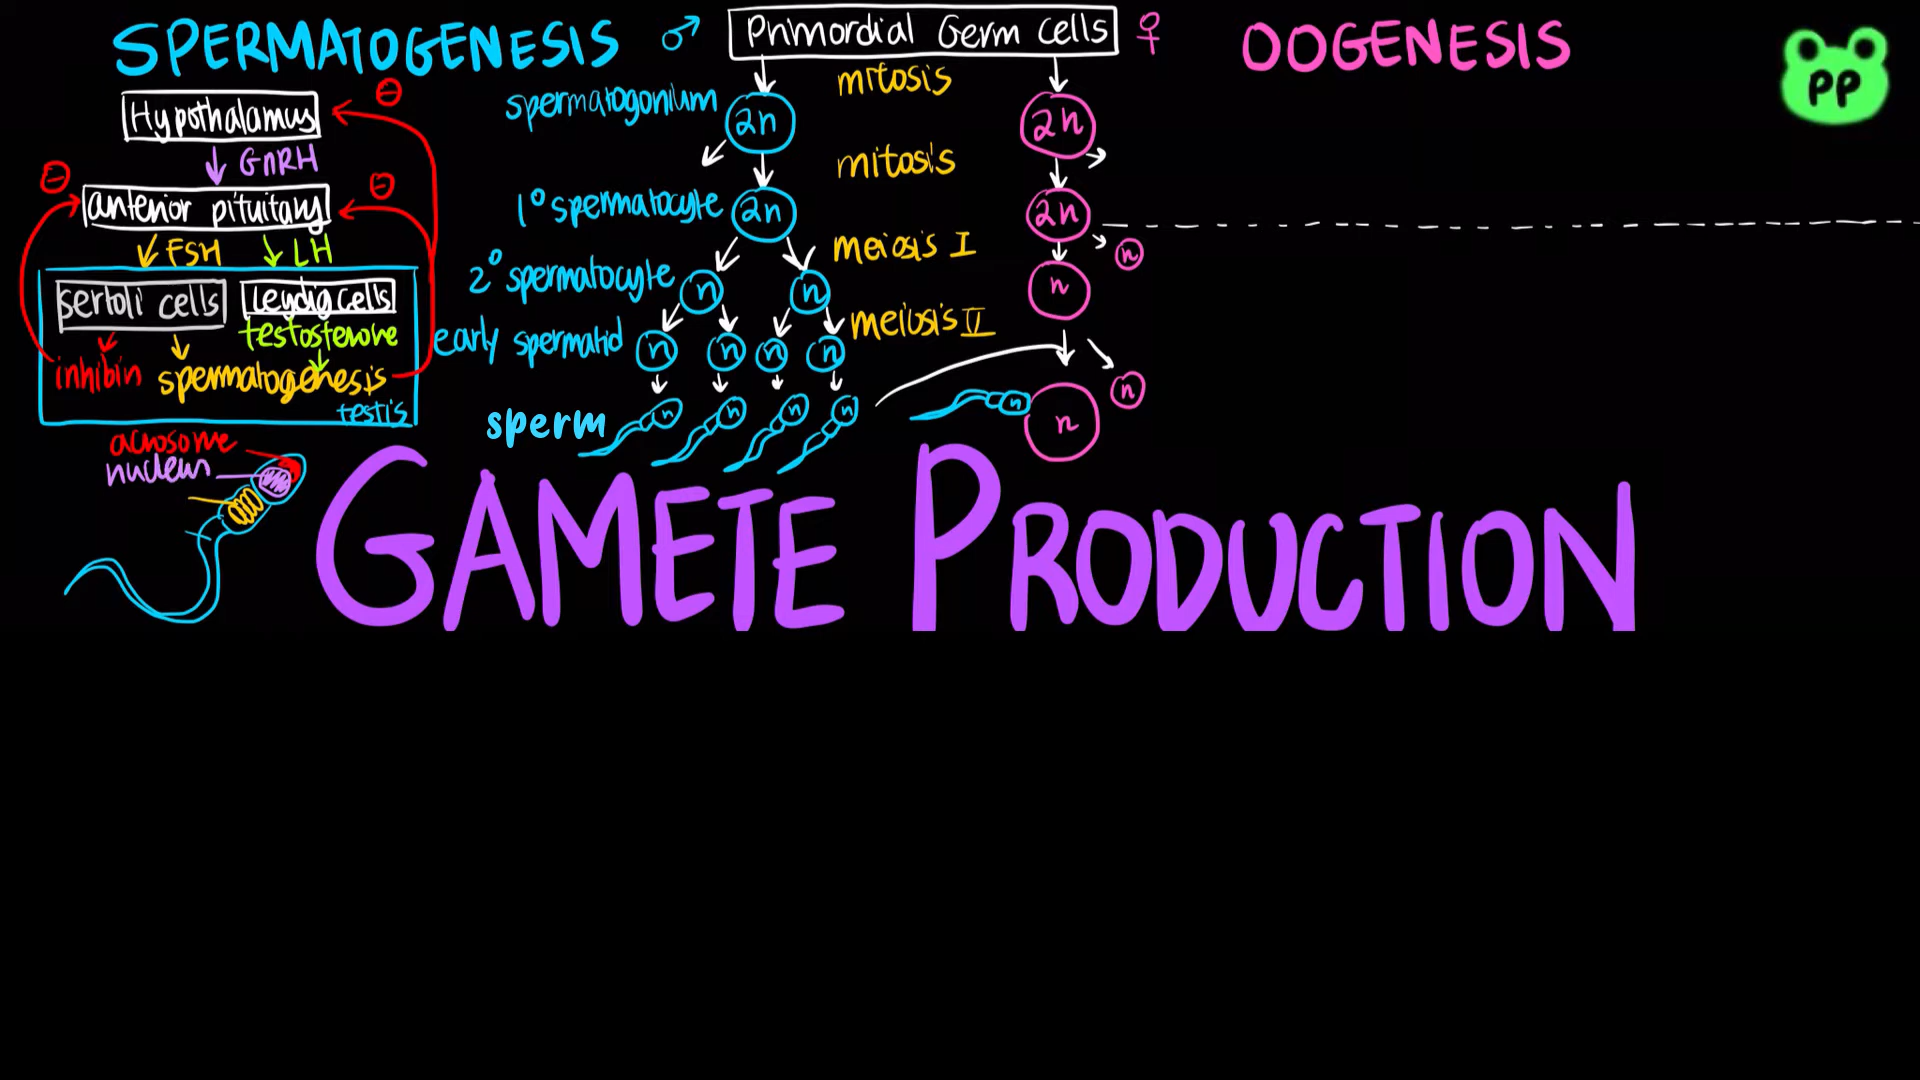 SPERMATOGENESIS ♂
Primordial Germ cells ♀
OOGENESIS
PP
Hypothalamus
GnRH
anterior pituitary
FSH
LH
sertoli cells
Leydig cells
testosterone
inhibin
spermatogenesis
testis
acrosome
nucleus
mitosis
spermatogonium
2n
2n
mitosis
1° spermatocyte
2n
2n
meiosis I
n
2° spermatocyte
n
n
n
meiosis II
early spermatid
n
n
n
n
n
sperm
n
n
n
n
n
n
GAMETE PRODUCTION